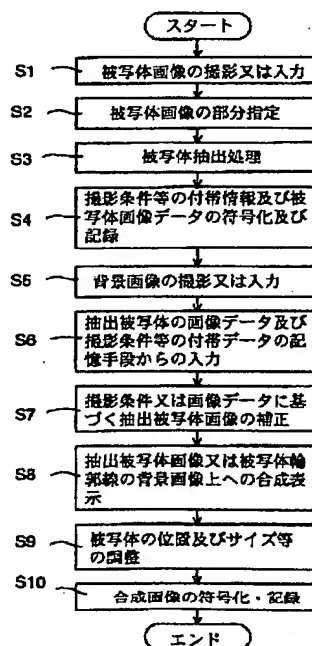 スタート
S1
被写体画像の撮影又は入力
S2
被写体画像の部分指定
S3
被写体抽出処理
S4
撮影条件等の付帯情報及び被
写体画像データの符号化及び
記録
S5
背景画像の撮影又は入力
S6
抽出被写体の画像データ及び
撮影条件等の付帯データの記
憶手段からの入力
S7
撮影条件又は画像データに基
づく抽出被写体画像の補正
S8
抽出被写体画像又は被写体輪
郭線の背景画像上への合成表
示
S9
被写体の位置及びサイズ等
の調整
S10
合成画像の符号化・記録
エンド